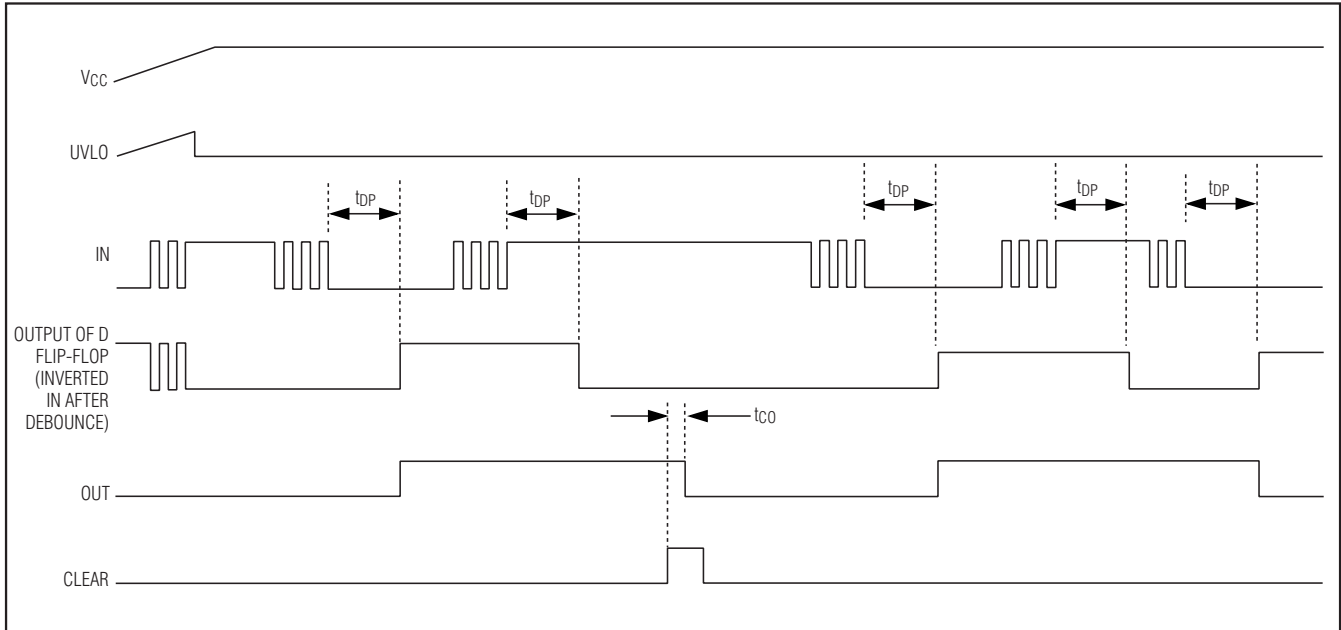 VCC
UVLO
tDP
tDP
tDP
tDP
tDP
IN
OUTPUT OF D
FLIP-FLOP
(INVERTED
IN AFTER
DEBOUNCE)
tCO
OUT
CLEAR